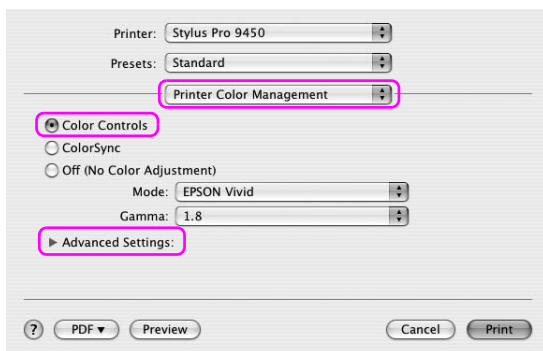 Printer: Stylus Pro 9450
Presets: Standard
Printer Color Management
Color Controls
ColorSync
Off (No Color Adjustment)
Mode: EPSON Vivid
Gamma: 1.8
Advanced Settings:
? PDF Preview Cancel Print